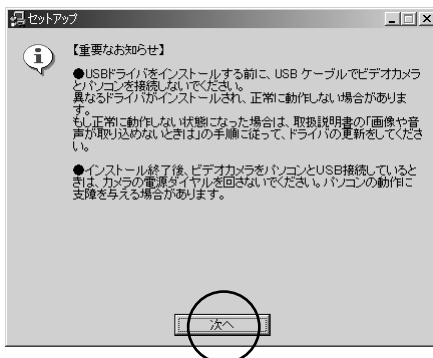 セットアップ
【重要なお知らせ】
●USBドライバをインストールする前に、USB ケーブルでビデオカメラ
とパソコンを接続しないでください。
異なるドライバがインストールされ、正常に動作しない場合がありま
す。
もし正常に動作しない状態になった場合は、取扱説明書の「画像や音
声が取り込めないときは」の手順に従って、ドライバの更新をしてくださ
い。
●インストール終了後、ビデオカメラをパソコンとUSB接続していると
きは、カメラの電源ダイヤルを回さないでください。パソコンの動作に
支障を与える場合があります。
次へ